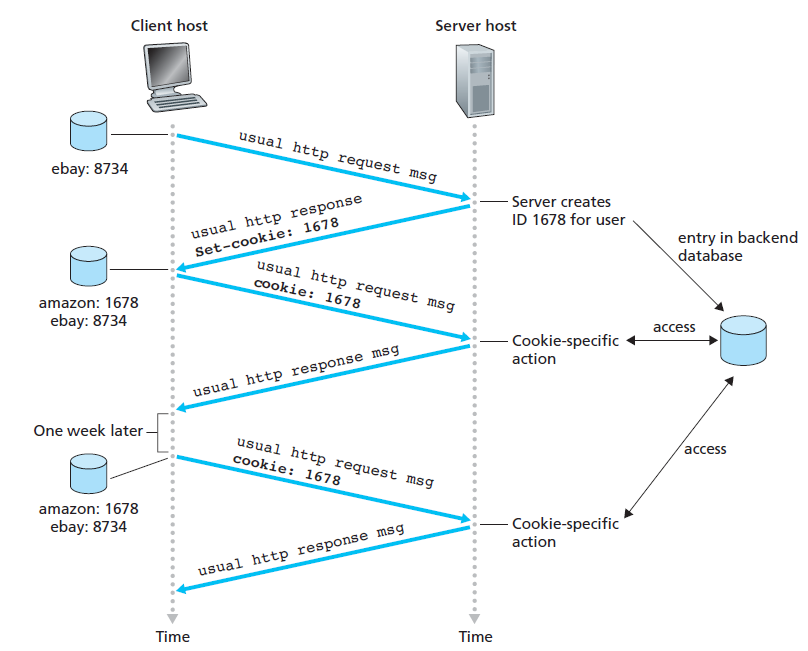 Client host
Server host
ebay: 8734
usual http request msg
Server creates
ID 1678 for user
entry in backend
database
usual http response
Set-cookie: 1678
amazon: 1678
ebay: 8734
usual http request msg
cookie: 1678
Cookie-specific
action
access
usual http response msg
One week later
amazon: 1678
ebay: 8734
usual http request msg
cookie: 1678
access
Cookie-specific
action
usual http response msg
Time
Time